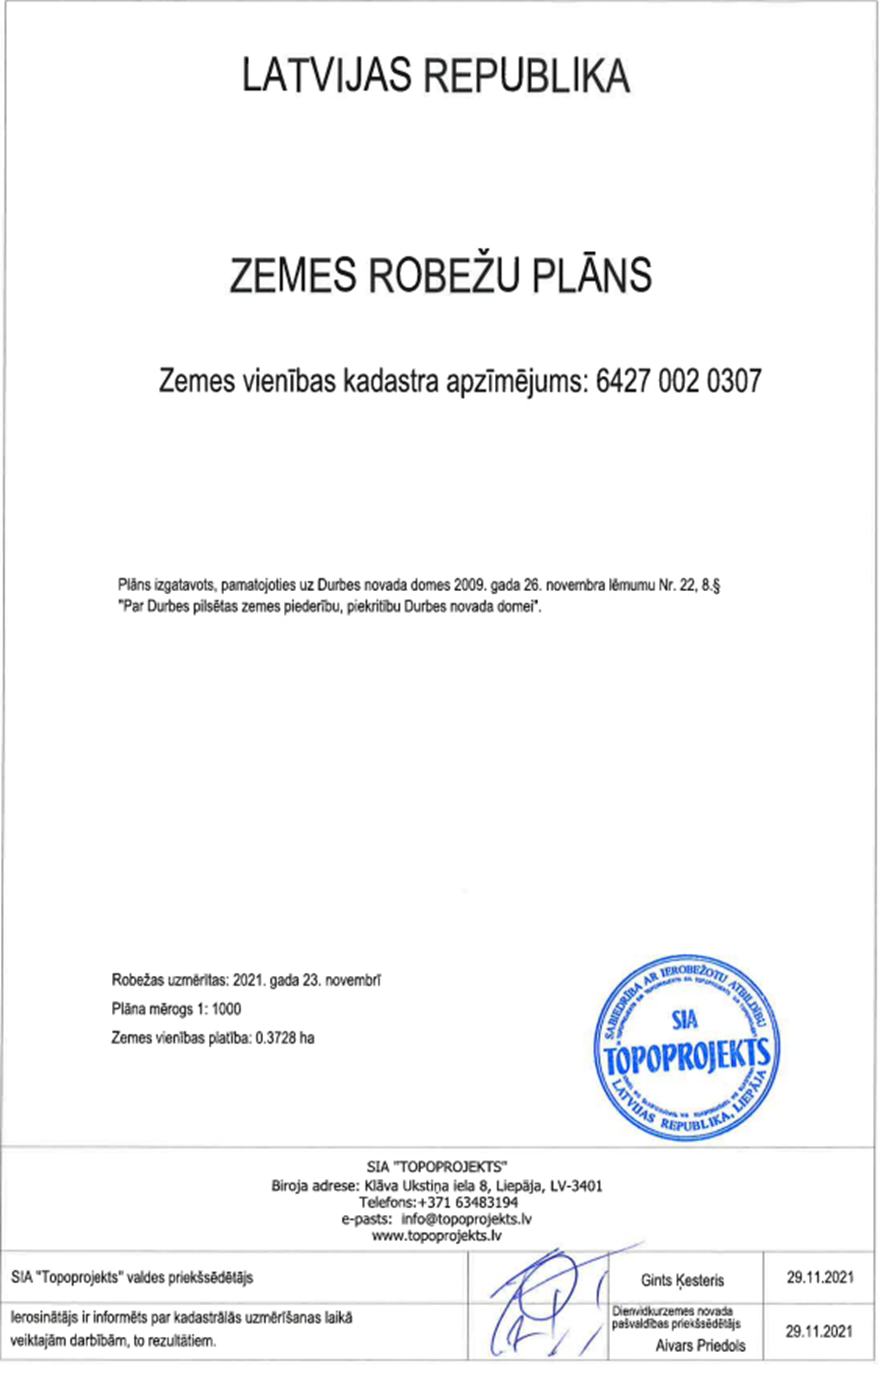 LATVIJAS REPUBLIKA
ZEMES ROBEŽU PLĀNS
Zemes vienības kadastra apzīmējums: 6427 002 0307
Plāns izgatavots, pamatojoties uz Durbes novada domes 2009. gada 26. novembra lēmumu Nr. 22, 8.§
"Par Durbes pilsētas zemes piederību, piekritību Durbes novada domei".
Robežas uzmērītas: 2021. gada 23. novembrī
Plāna mērogs 1: 1000
Zemes vienības platība: 0.3728 ha
SABIEDRĪBA AR IEROBEŽOTU ATBILDĪBU
SIA
TOPOPROJEKTS
LATVIJAS REPUBLIKA, LIEPĀJA
SIA "TOPOPROJEKTS"
Biroja adrese: Klāva Ukstiņa iela 8, Liepāja, LV-3401
Telefons:+371 63483194
e-pasts: info@topoprojekts.lv
www.topoprojekts.lv
SIA "Topoprojekts" valdes priekšsēdētājs
Gints Ķesteris
29.11.2021
Ierosinātājs ir informēts par kadastrālās uzmērīšanas laikā
veiktajām darbībām, to rezultātiem.
Dienvidkurzemes novada
pašvaldības priekšsēdētājs
Aivars Priedols
29.11.2021